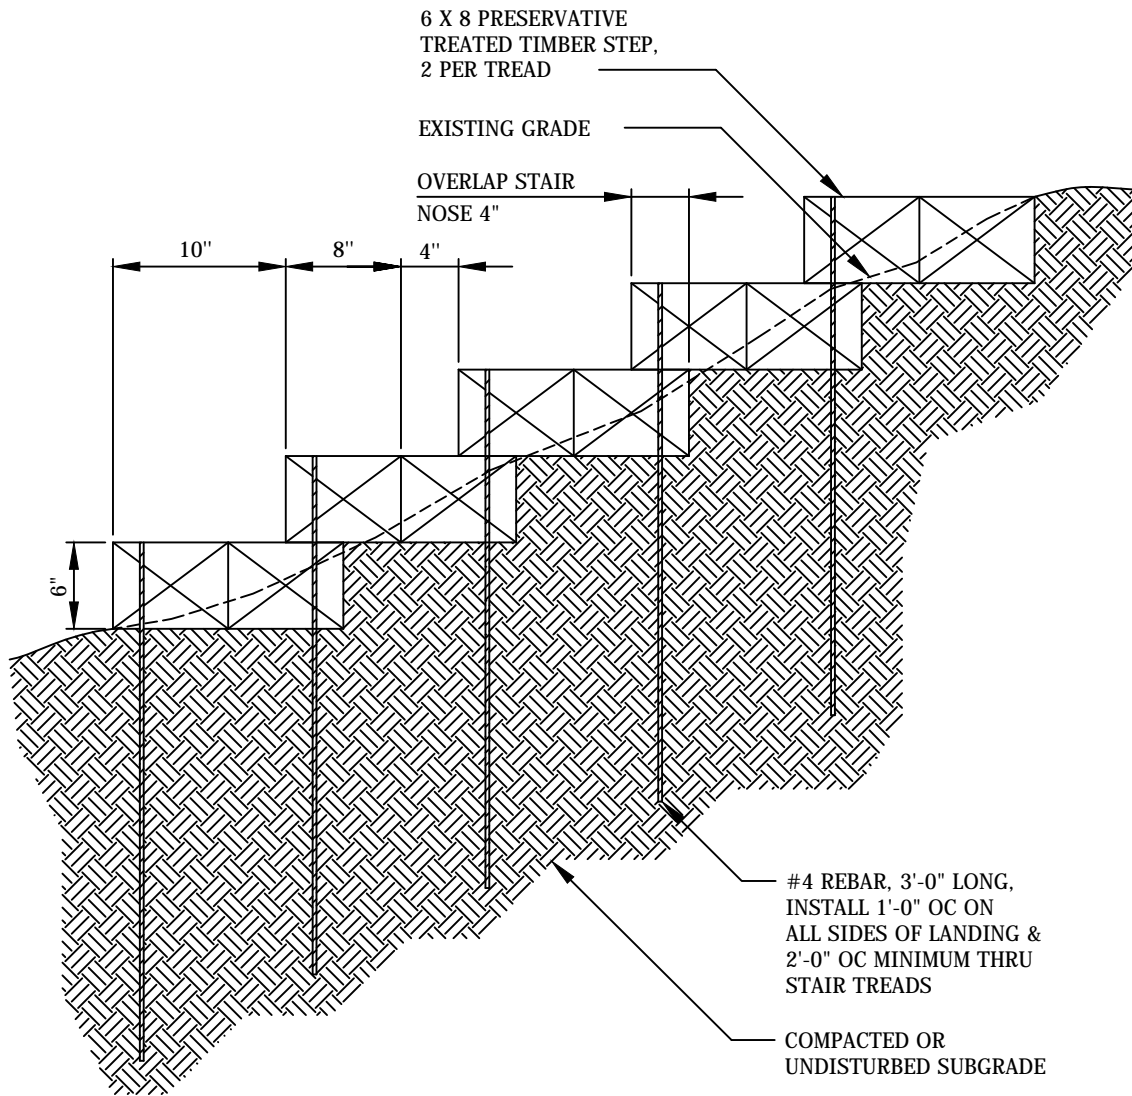 6 X 8 PRESERVATIVE
TREATED TIMBER STEP,
2 PER TREAD
EXISTING GRADE
OVERLAP STAIR
NOSE 4"
10"
8"
4"
6"
#4 REBAR, 3'-0" LONG,
INSTALL 1'-0" OC ON
ALL SIDES OF LANDING &
2'-0" OC MINIMUM THRU
STAIR TREADS
COMPACTED OR
UNDISTURBED SUBGRADE